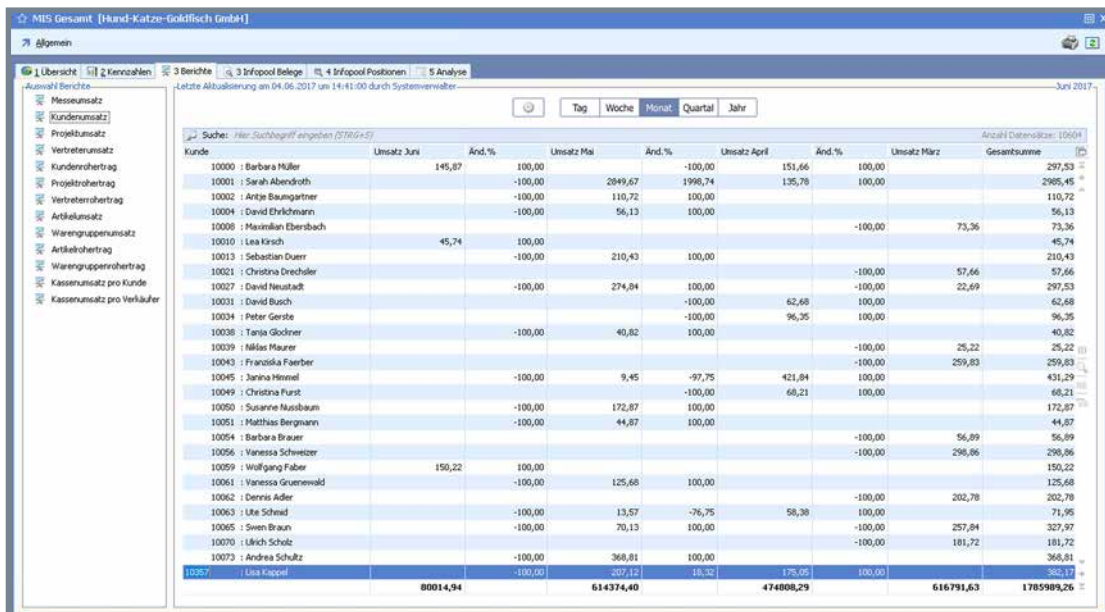 MIS Gesamt [Hund-Katze-Goldfisch GmbH]
Allgemein
1 Übersicht 2 Kennzahlen 3 Berichte 3 Infopool Belege 4 Infopool Positionen 5 Analyse
Auswahl Berichte
Messeumsatz
Kundenumsatz
Projektumsatz
Vertreterumsatz
Kundenrohertrag
Projektrohertrag
Vertreterrohertrag
Artikelumsatz
Warengruppenumsatz
Artikelrohertrag
Warengruppenrohertrag
Kassenumsatz pro Kunde
Kassenumsatz pro Verkäufer
Letzte Aktualisierung am 04.06.2017 um 14:41:00 durch Systemverwalter
Juni 2017
Tag Woche Monat Quartal Jahr
Suche: Hier Suchbegriff eingeben (STRG+S) Anzahl Datensätze: 10604
Kunde Umsatz Juni Änd.% Umsatz Mai Änd.% Umsatz April Änd.% Umsatz März Gesamtsumme
10000 : Barbara Müller 145,87 100,00 -100,00 151,66 100,00 297,53
10001 : Sarah Abendroth -100,00 2849,67 1998,74 135,78 100,00 2985,45
10002 : Antje Baumgartner -100,00 110,72 100,00 110,72
10004 : David Ehrlichmann -100,00 56,13 100,00 56,13
10008 : Maximilian Ebersbach -100,00 73,36 73,36
10010 : Lea Kirsch 45,74 100,00 45,74
10013 : Sebastian Duerr -100,00 210,43 100,00 210,43
10021 : Christina Drechsler -100,00 57,66 57,66
10027 : David Neustadt -100,00 274,84 100,00 -100,00 22,69 297,53
10031 : David Busch -100,00 62,68 100,00 62,68
10034 : Peter Gerste -100,00 96,35 100,00 96,35
10038 : Tanja Glockner -100,00 40,82 100,00 40,82
10039 : Niklas Maurer -100,00 25,22 25,22
10043 : Franziska Faerber -100,00 259,83 259,83
10045 : Janina Himmel -100,00 9,45 -97,75 421,84 100,00 431,29
10049 : Christina Furst -100,00 68,21 100,00 68,21
10050 : Susanne Nussbaum -100,00 172,87 100,00 172,87
10051 : Matthias Bergmann -100,00 44,87 100,00 44,87
10054 : Barbara Brauer -100,00 56,89 56,89
10056 : Vanessa Schweizer -100,00 298,86 298,86
10059 : Wolfgang Faber 150,22 100,00 150,22
10061 : Vanessa Gruenewald -100,00 125,68 100,00 125,68
10062 : Dennis Adler -100,00 202,78 202,78
10063 : Ute Schmid -100,00 13,57 -76,75 58,38 100,00 71,95
10065 : Swen Braun -100,00 70,13 100,00 -100,00 257,84 327,97
10070 : Ulrich Scholz -100,00 181,72 181,72
10073 : Andrea Schultz -100,00 368,81 100,00 368,81
10357 : Lisa Kappel -100,00 207,12 18,32 175,05 100,00 382,17
80014,94 614374,40 474808,29 616791,63 1785989,26